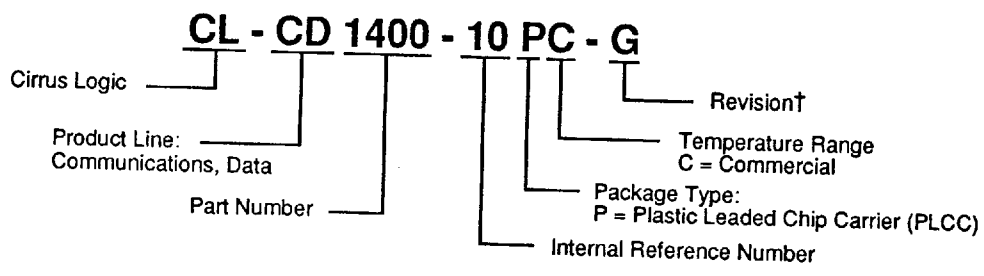 CL - CD 1400 - 10 P C - G
Cirrus Logic
Revision†
Product Line:
Communications, Data
Temperature Range
C = Commercial
Part Number
Package Type:
P = Plastic Leaded Chip Carrier (PLCC)
Internal Reference Number